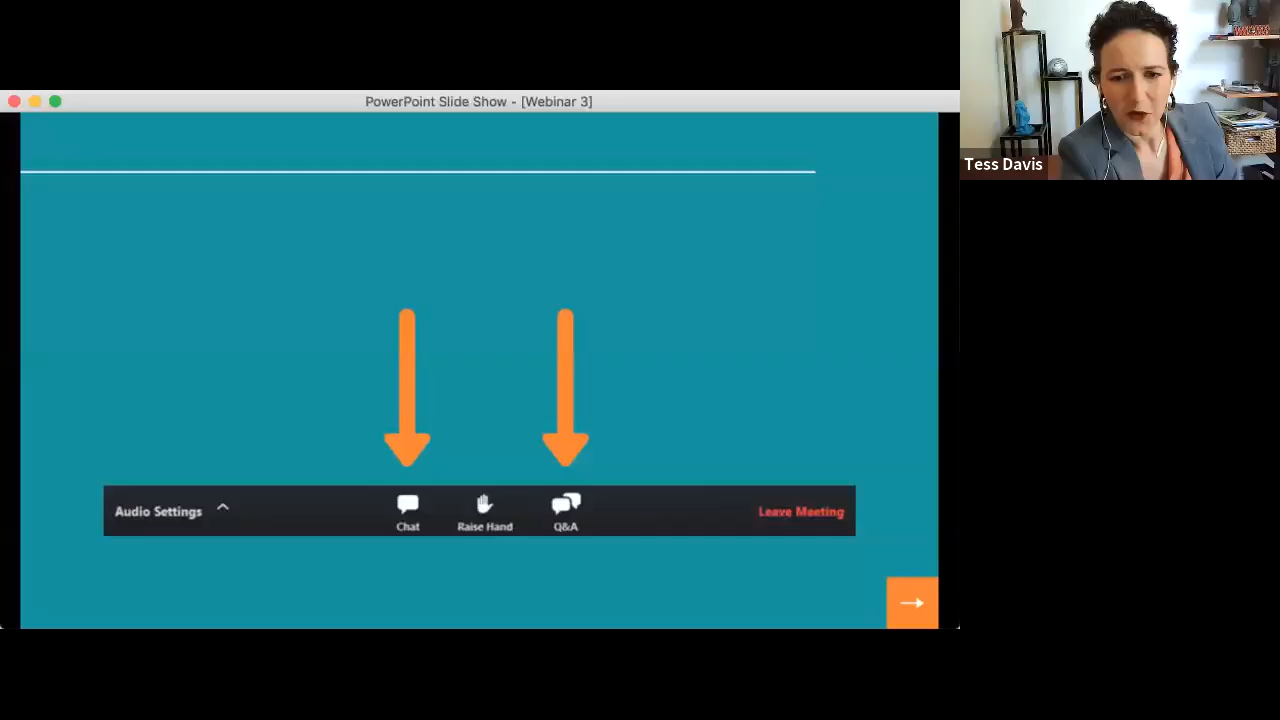 PowerPoint Slide Show - [Webinar 3]
Tess Davis
Audio Settings
Chat
Raise Hand
Q&A
Leave Meeting